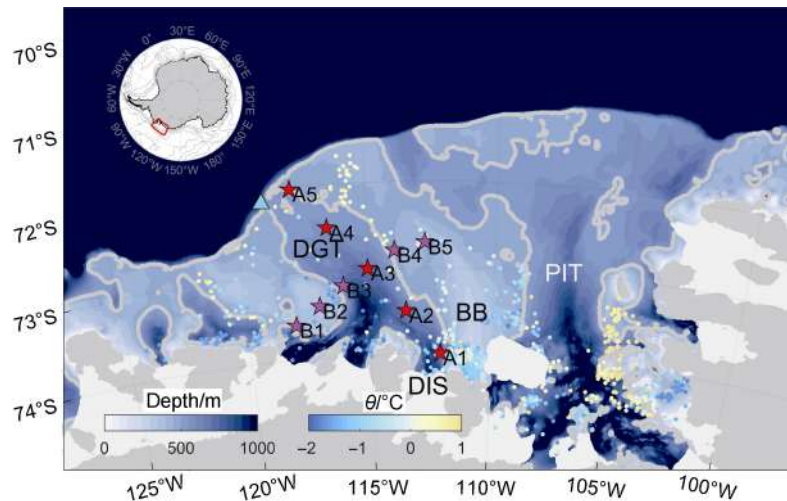 70°S
71°S
72°S
73°S
74°S
0°
30°E
60°E
90°E
120°E
150°E
180°
150°W
120°W
90°W
60°W
30°W
A5
A4
DGT
B4
B5
A3
B3
PIT
B2
A2
BB
B1
A1
DIS
Depth/m
0 500 1000
θ/°C
−2 −1 0 1
125°W 120°W 115°W 110°W 105°W 100°W